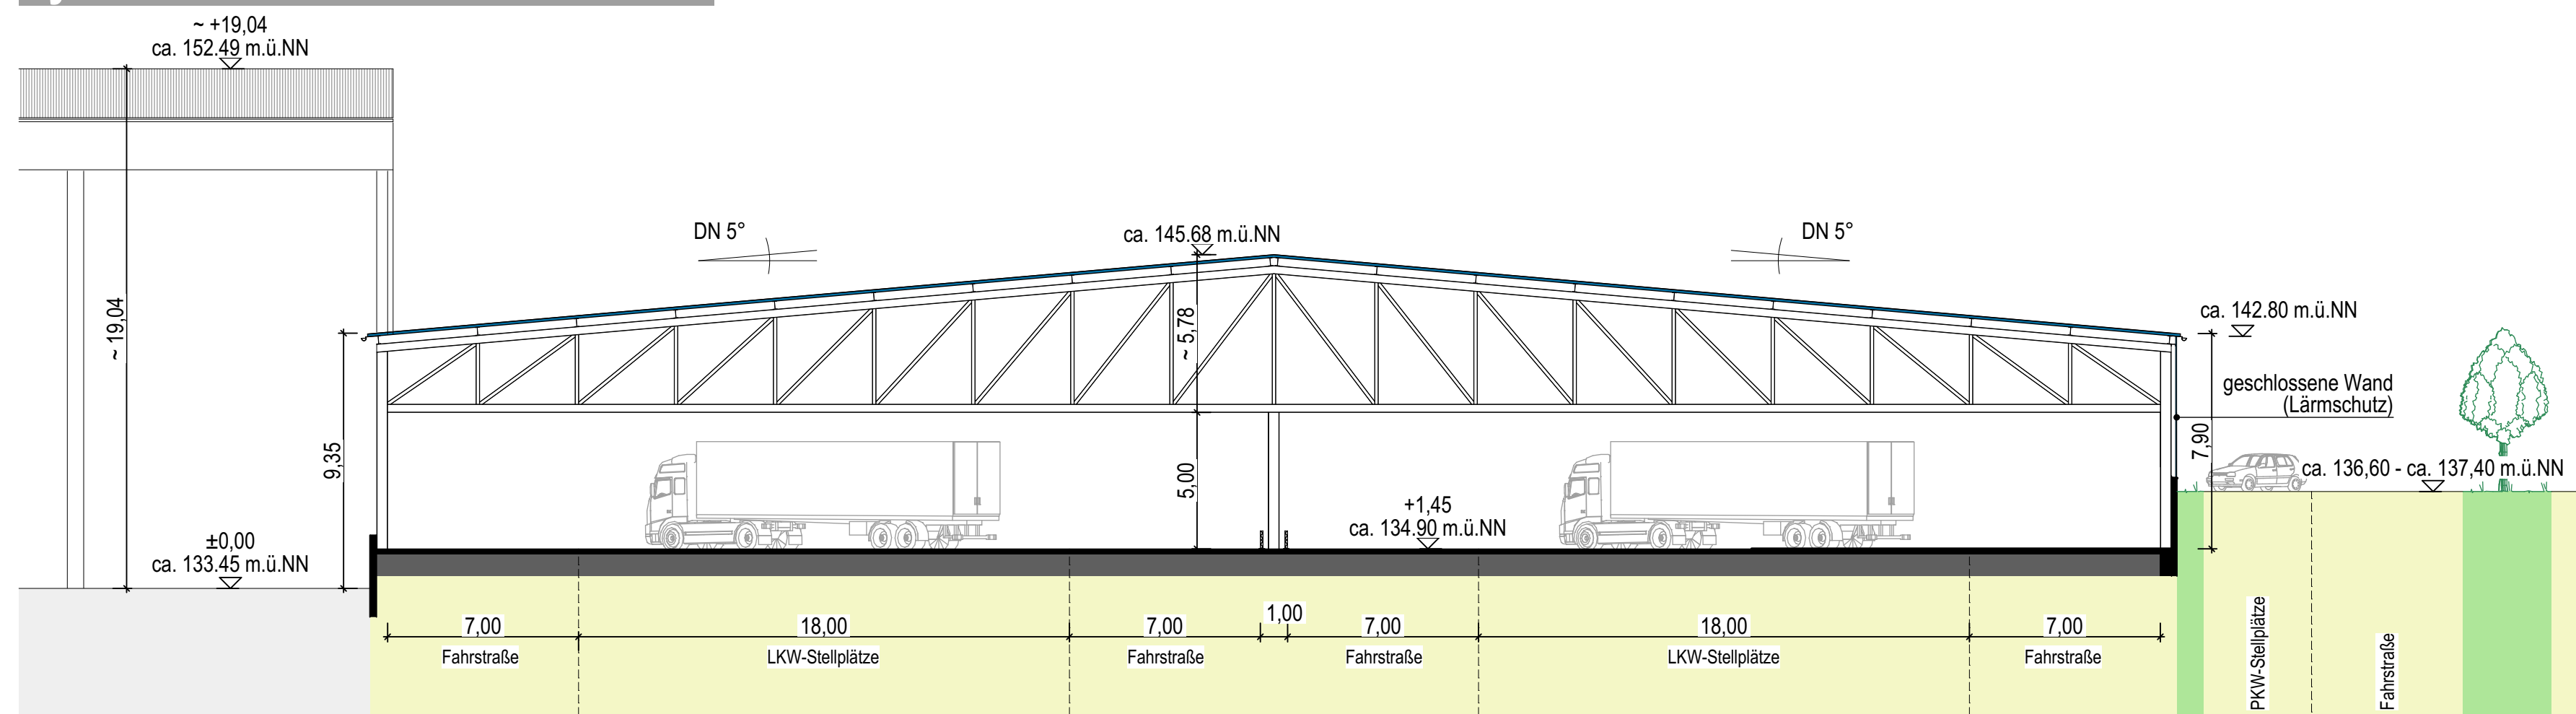 ~ +19,04
ca. 152.49 m.ü.NN
DN 5°
ca. 145.68 m.ü.NN
DN 5°
~ 19,04
~ 5,78
ca. 142.80 m.ü.NN
geschlossene Wand
(Lärmschutz)
9,35
5,00
7,90
ca. 136,60 - ca. 137,40 m.ü.NN
+1,45
ca. 134.90 m.ü.NN
±0,00
ca. 133.45 m.ü.NN
7,00
18,00
7,00
1,00
7,00
18,00
7,00
Fahrstraße
LKW-Stellplätze
Fahrstraße
Fahrstraße
LKW-Stellplätze
Fahrstraße
PKW-Stellplätze
Fahrstraße